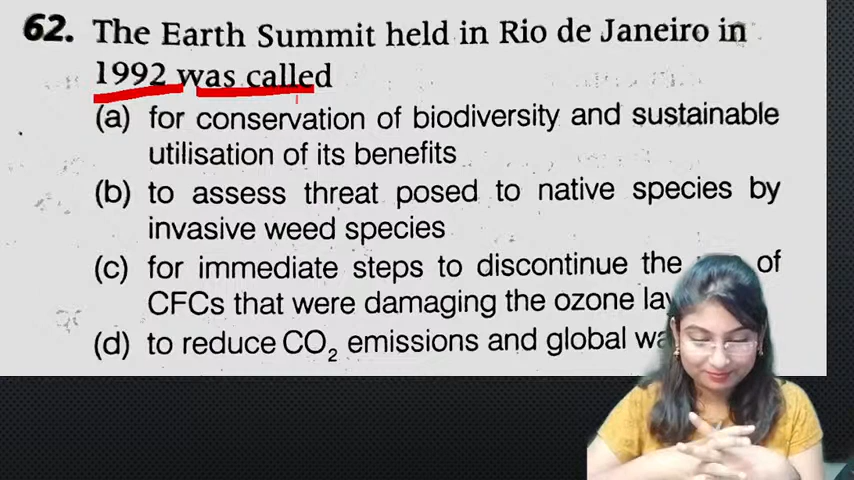 62. The Earth Summit held in Rio de Janeiro in
1992 was called
(a) for conservation of biodiversity and sustainable
utilisation of its benefits
(b) to assess threat posed to native species by
invasive weed species
(c) for immediate steps to discontinue the of
CFCs that were damaging the ozone
(d) to reduce CO₂ emissions and global